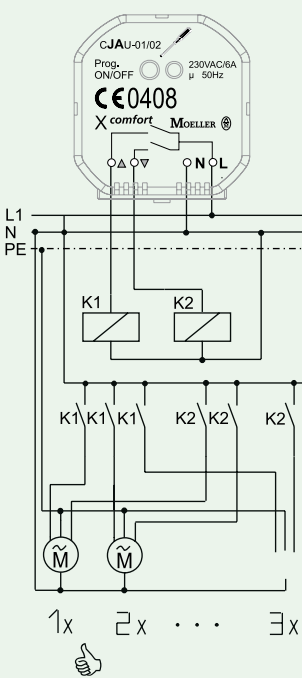 CJAU-01/02
Prog. 230VAC/6A
ON/OFF µ 50Hz
CE0408
Xcomfort MOELLER
N L
L1
N
PE
K1 K2
K1 K1 K1 K2 K2 K2
M M
1x 2x ... 3x